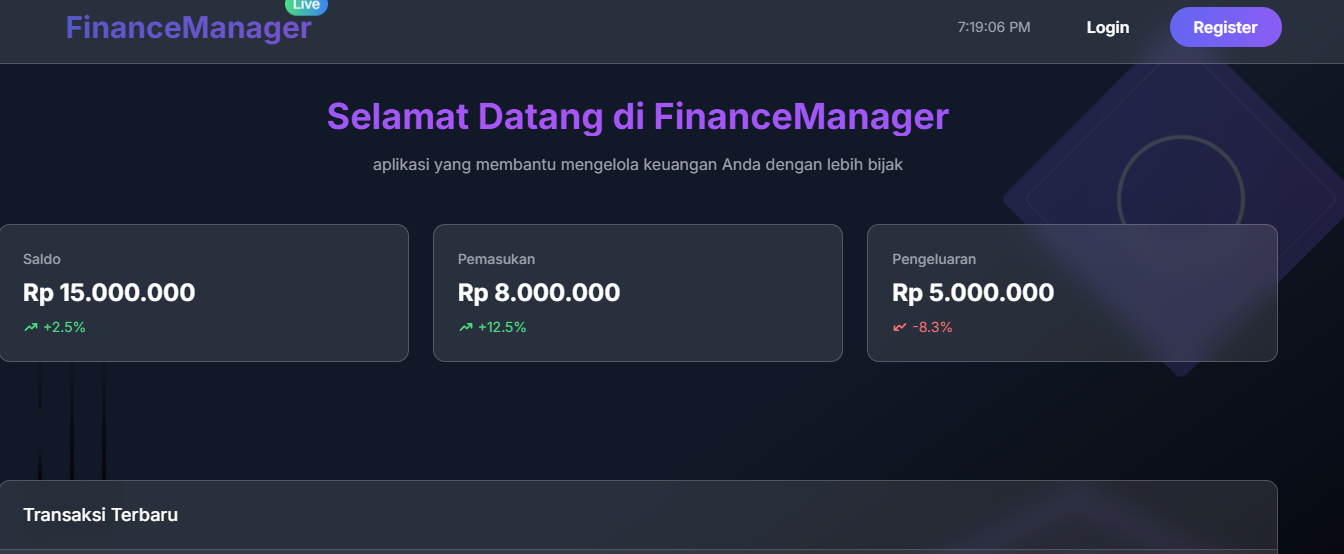 Live
FinanceManager
7:19:06 PM
Login
Register
Selamat Datang di FinanceManager
aplikasi yang membantu mengelola keuangan Anda dengan lebih bijak
Saldo
Rp 15.000.000
+2.5%
Pemasukan
Rp 8.000.000
+12.5%
Pengeluaran
Rp 5.000.000
-8.3%
Transaksi Terbaru